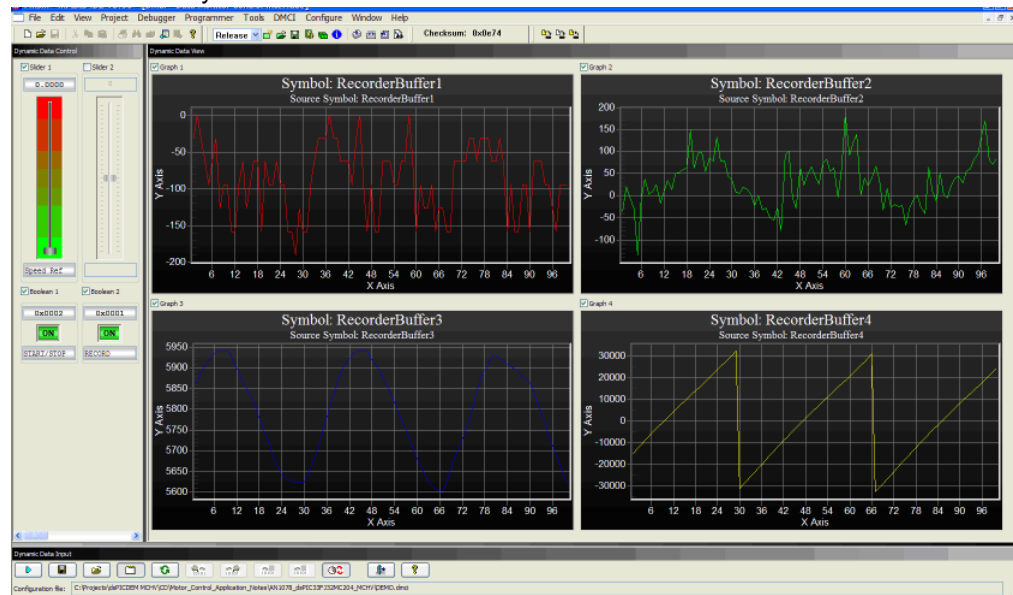 File Edit View Project Debugger Programmer Tools DMCI Configure Window Help
Release Checksum: 0x0e74
Dynamic Data Control
Dynamic Data View
Slider 1 Slider 2
0.0000 0
Speed Ref
Boolean 1 Boolean 2
0x0002 0x0001
ON ON
START/STOP RECORD
Graph 1
Symbol: RecorderBuffer1
Source Symbol: RecorderBuffer1
Y Axis
0
-50
-100
-150
-200
6 12 18 24 30 36 42 48 54 60 66 72 78 84 90 96
X Axis
Graph 2
Symbol: RecorderBuffer2
Source Symbol: RecorderBuffer2
Y Axis
200
150
100
50
0
-50
-100
6 12 18 24 30 36 42 48 54 60 66 72 78 84 90 96
X Axis
Graph 3
Symbol: RecorderBuffer3
Source Symbol: RecorderBuffer3
Y Axis
5950
5900
5850
5800
5750
5700
5650
5600
6 12 18 24 30 36 42 48 54 60 66 72 78 84 90 96
X Axis
Graph 4
Symbol: RecorderBuffer4
Source Symbol: RecorderBuffer4
Y Axis
30000
20000
10000
0
-10000
-20000
-30000
6 12 18 24 30 36 42 48 54 60 66 72 78 84 90 96
X Axis
Dynamic Data Input
Configuration file: C:\Projects\dsPICDEM MCHV\CD\Motor_Control_Application_Notes\AN1078_dsPIC33FJ32MC204_MCHV\DEMO.dmci